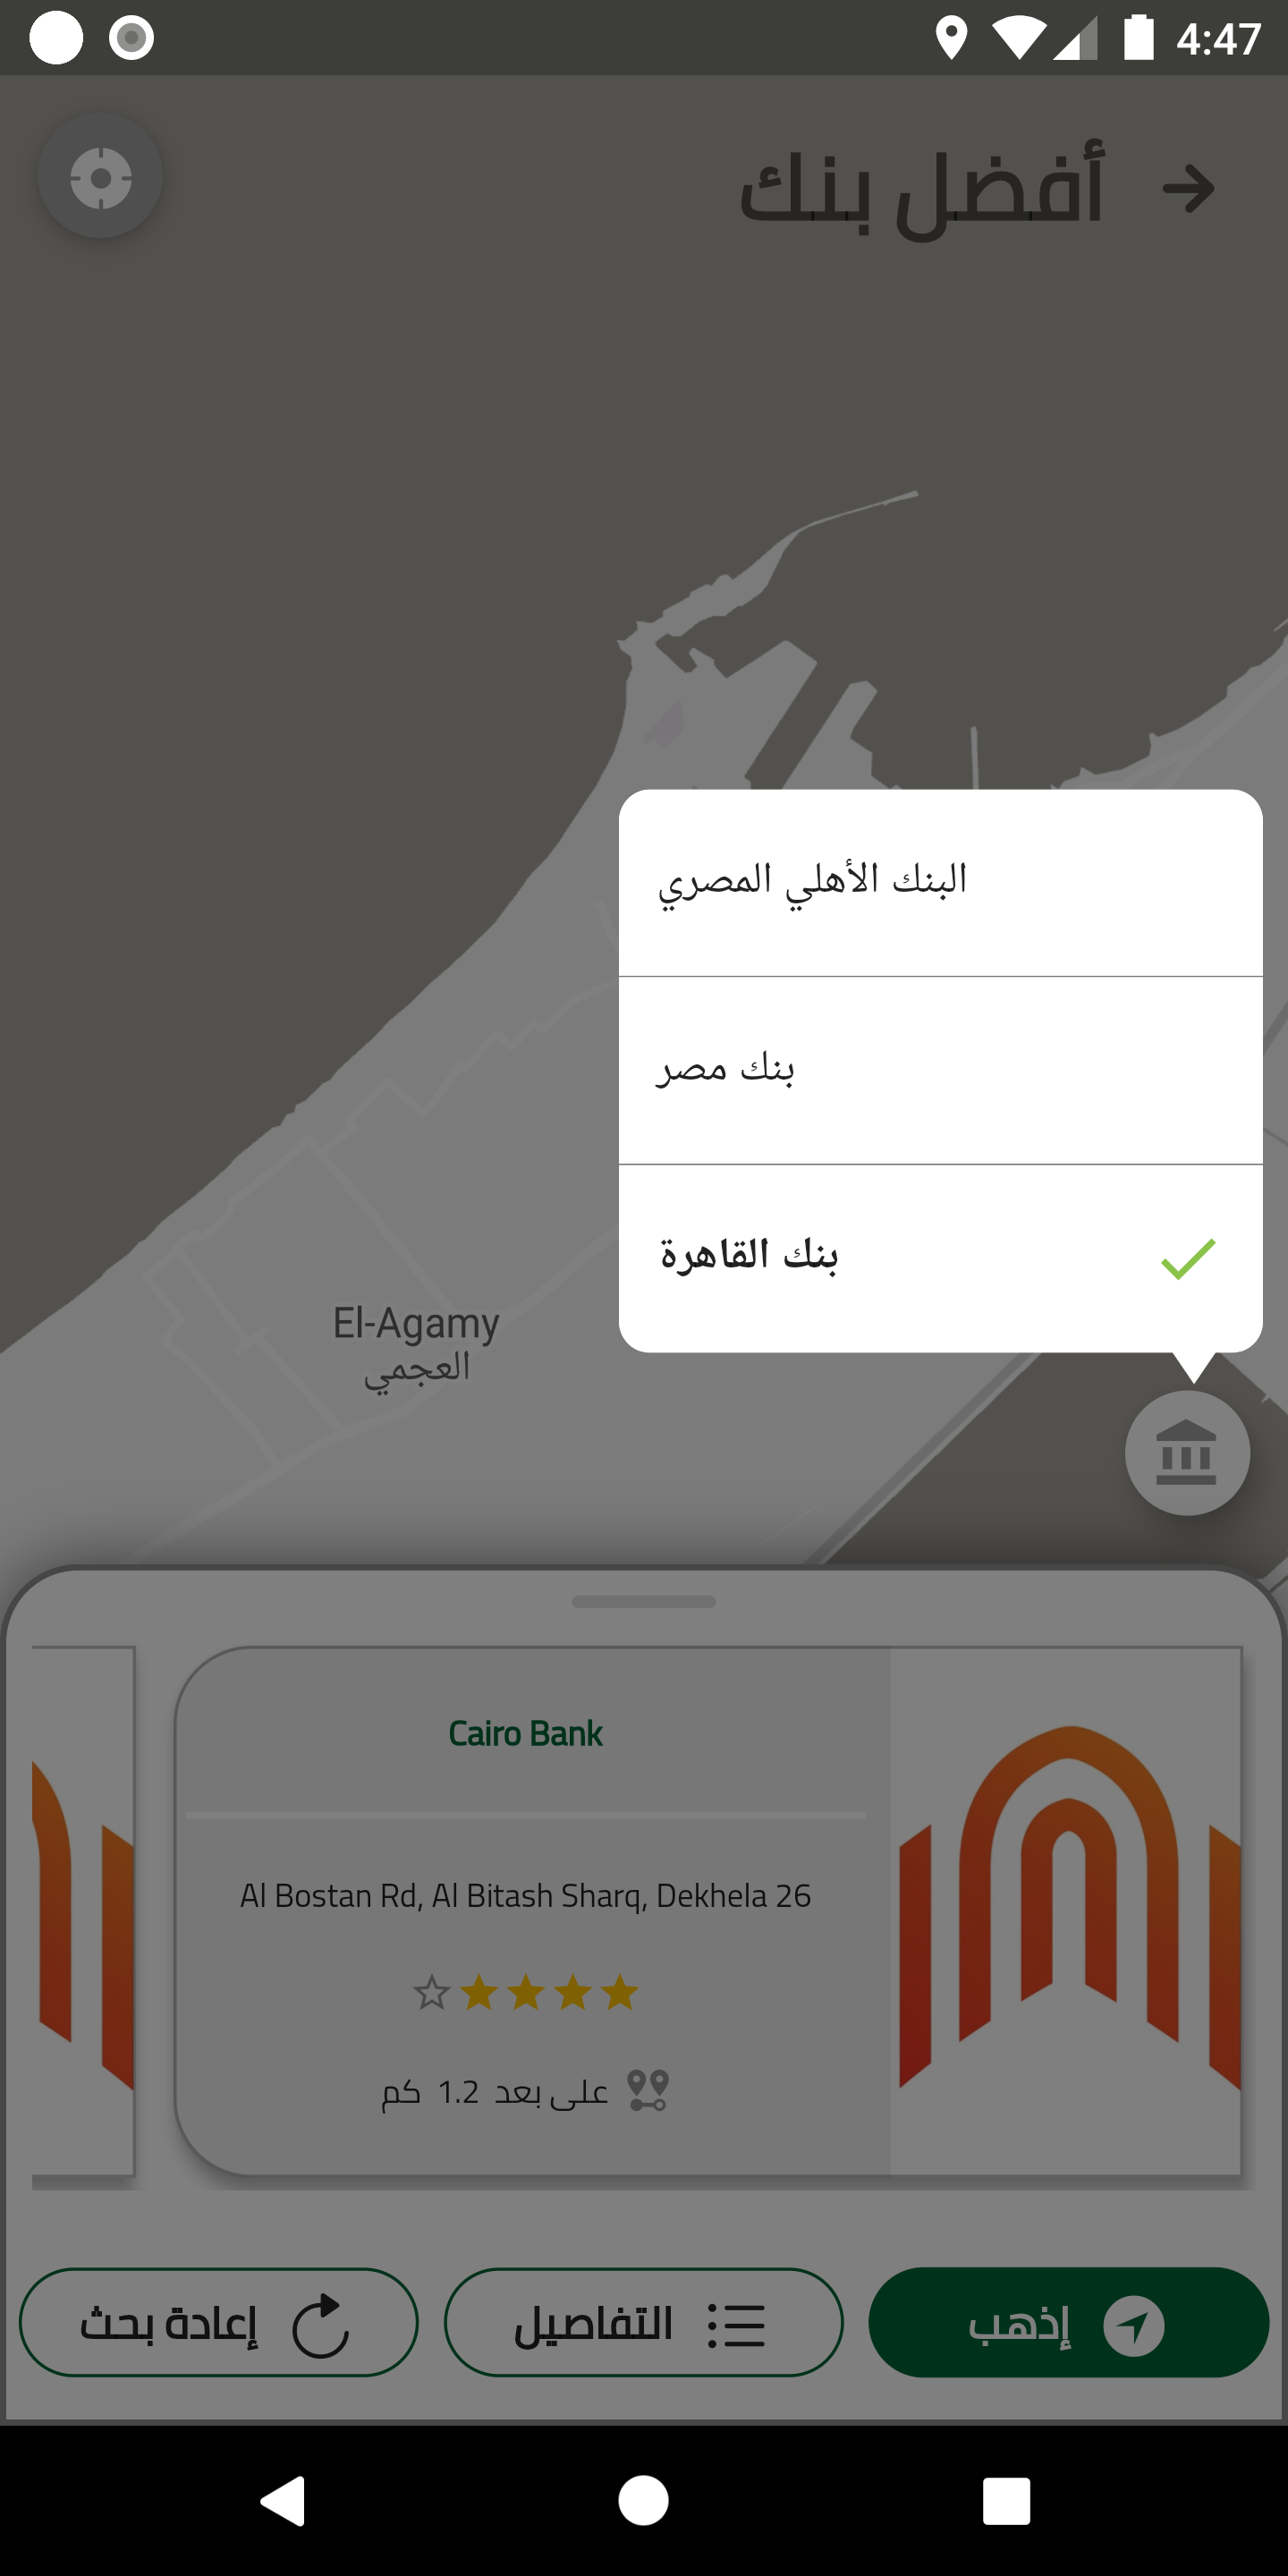 4:47
أفضل بنك
البنك الأهلي المصري
بنك مصر
بنك القاهرة
El-Agamy
العجمي
Cairo Bank
Al Bostan Rd, Al Bitash Sharq, Dekhela 26
على بعد 1.2 كم
إذهب
التفاصيل
إعادة بحث